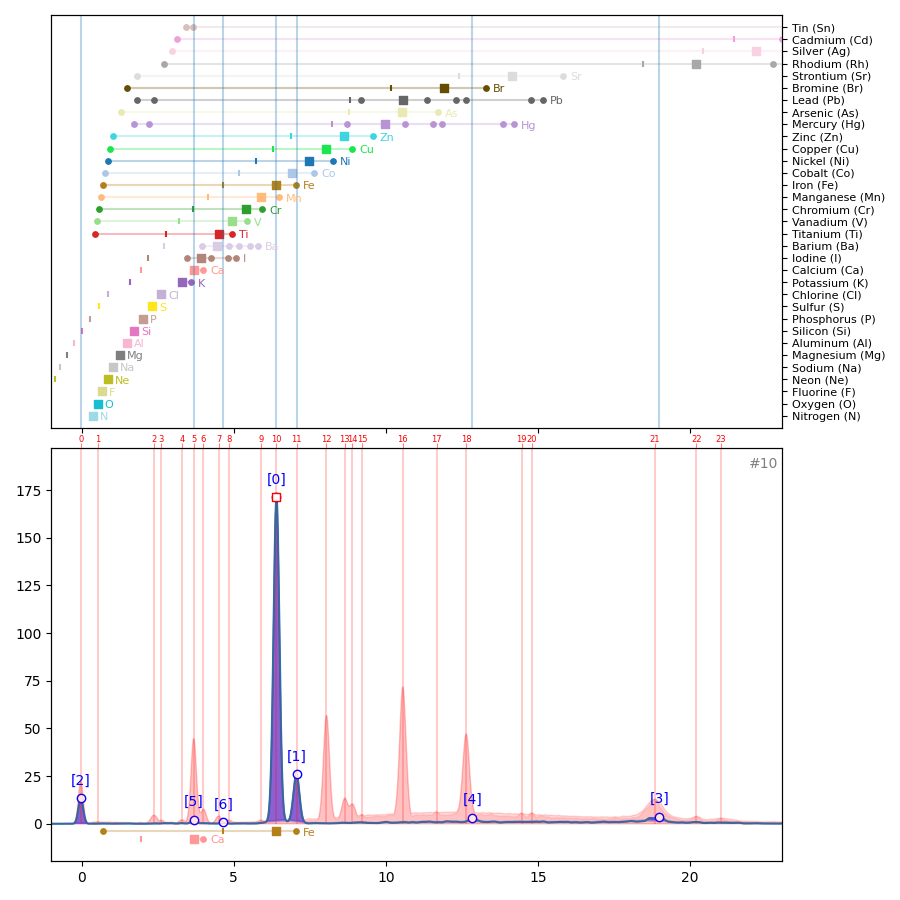 Tin (Sn)
Cadmium (Cd)
Silver (Ag)
Rhodium (Rh)
Sr Strontium (Sr)
Br Bromine (Br)
Pb Lead (Pb)
As Arsenic (As)
Hg Mercury (Hg)
Zn Zinc (Zn)
Cu Copper (Cu)
Ni Nickel (Ni)
Co Cobalt (Co)
Fe Iron (Fe)
Mn Manganese (Mn)
Cr Chromium (Cr)
V Vanadium (V)
Ti Titanium (Ti)
Ba Barium (Ba)
I Iodine (I)
Ca Calcium (Ca)
K Potassium (K)
Cl Chlorine (Cl)
S Sulfur (S)
P Phosphorus (P)
Si Silicon (Si)
Al Aluminum (Al)
Mg Magnesium (Mg)
Na Sodium (Na)
Ne Neon (Ne)
F Fluorine (F)
O Oxygen (O)
N Nitrogen (N)
0 1 2 3 4 5 6 7 8 9 10 11 12 13 14 15 16 17 18 19 20 21 22 23
#10
[0]
175
150
125
100
75
[1]
50
[2]
25
[5] [6] [4] [3]
0
Fe
Ca
0 5 10 15 20